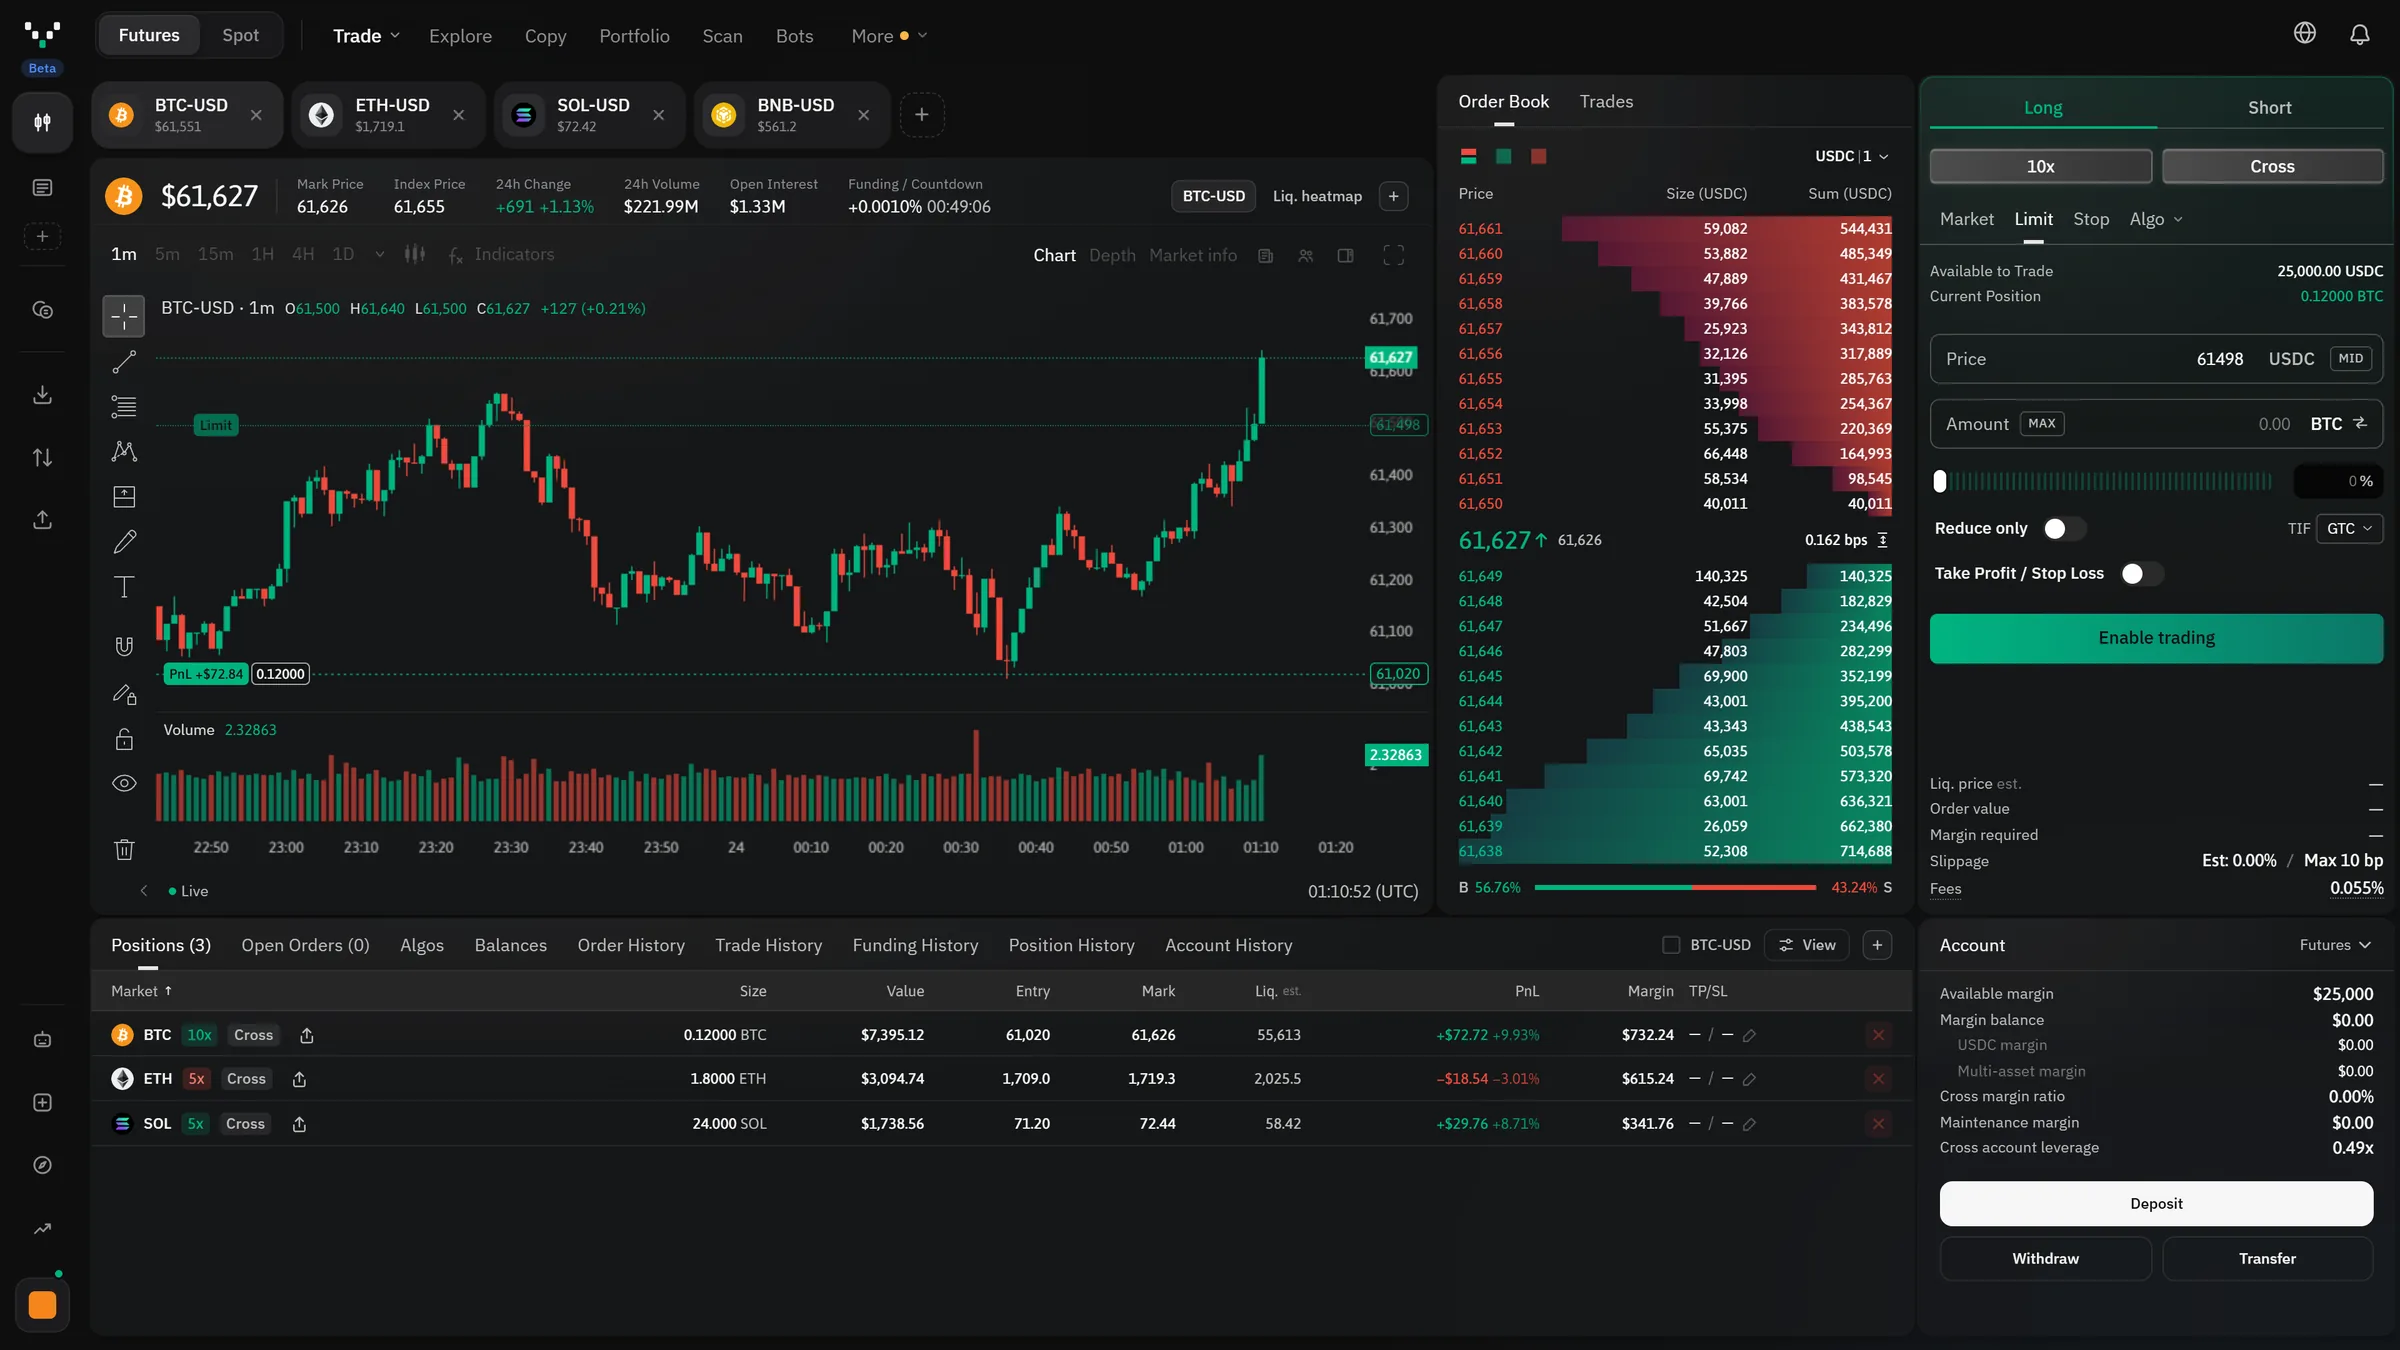 Beta
Futures
Spot
Trade
Explore
Copy
Portfolio
Scan
Bots
More
BTC-USD
$61,551
ETH-USD
$1,719.1
SOL-USD
$72.42
BNB-USD
$561.2
$61,627
Mark Price
61,626
Index Price
61,655
24h Change
+691 +1.13%
24h Volume
$221.99M
Open Interest
$1.33M
Funding / Countdown
+0.0010% 00:49:06
BTC-USD
Liq. heatmap
1m 5m 15m 1H 4H 1D
Indicators
Chart Depth Market info
BTC-USD · 1m O61,500 H61,640 L61,500 C61,627 +127 (+0.21%)
61,700
61,627
61,600
Limit
61,498
61,400
61,300
61,200
61,100
PnL +$72.84 0.12000
61,020
Volume 2.32863
2.32863
22:50 23:00 23:10 23:20 23:30 23:40 23:50 24 00:10 00:20 00:30 00:40 00:50 01:00 01:10 01:20
Live
01:10:52 (UTC)
Order Book Trades
USDC | 1
Price Size (USDC) Sum (USDC)
61,661 59,082 544,431
61,660 53,882 485,349
61,659 47,889 431,467
61,658 39,766 383,578
61,657 25,923 343,812
61,656 32,126 317,889
61,655 31,395 285,763
61,654 33,998 254,367
61,653 55,375 220,369
61,652 66,448 164,993
61,651 58,534 98,545
61,650 40,011 40,011
61,627↑ 61,626 0.162 bps
61,649 140,325 140,325
61,648 42,504 182,829
61,647 51,667 234,496
61,646 47,803 282,299
61,645 69,900 352,199
61,644 43,001 395,200
61,643 43,343 438,543
61,642 65,035 503,578
61,641 69,742 573,320
61,640 63,001 636,321
61,639 26,059 662,380
61,638 52,308 714,688
B 56.76% 43.24% S
Long Short
10x Cross
Market Limit Stop Algo
Available to Trade 25,000.00 USDC
Current Position 0.12000 BTC
Price 61498 USDC MID
Amount MAX 0.00 BTC
0 %
Reduce only TIF GTC
Take Profit / Stop Loss
Enable trading
Liq. price est. —
Order value —
Margin required —
Slippage Est: 0.00% / Max 10 bp
Fees 0.055%
Positions (3) Open Orders (0) Algos Balances Order History Trade History Funding History Position History Account History
BTC-USD View
Market ↑ Size Value Entry Mark Liq. est. PnL Margin TP/SL
BTC 10x Cross 0.12000 BTC $7,395.12 61,020 61,626 55,613 +$72.72 +9.93% $732.24 — / —
ETH 5x Cross 1.8000 ETH $3,094.74 1,709.0 1,719.3 2,025.5 −$18.54 −3.01% $615.24 — / —
SOL 5x Cross 24.000 SOL $1,738.56 71.20 72.44 58.42 +$29.76 +8.71% $341.76 — / —
Account Futures
Available margin $25,000
Margin balance $0.00
USDC margin $0.00
Multi-asset margin $0.00
Cross margin ratio 0.00%
Maintenance margin $0.00
Cross account leverage 0.49x
Deposit
Withdraw Transfer